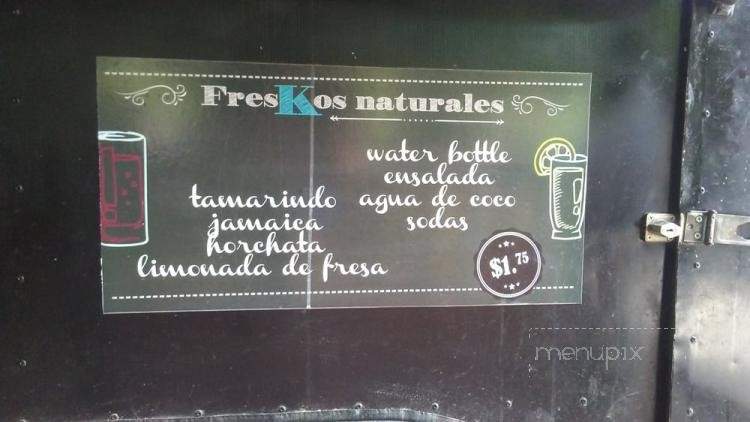 FresKos naturales
tamarindo
jamaica
horchata
limonada de fresa
water bottle
ensalada
agua de coco
sodas
$1.75
menupix